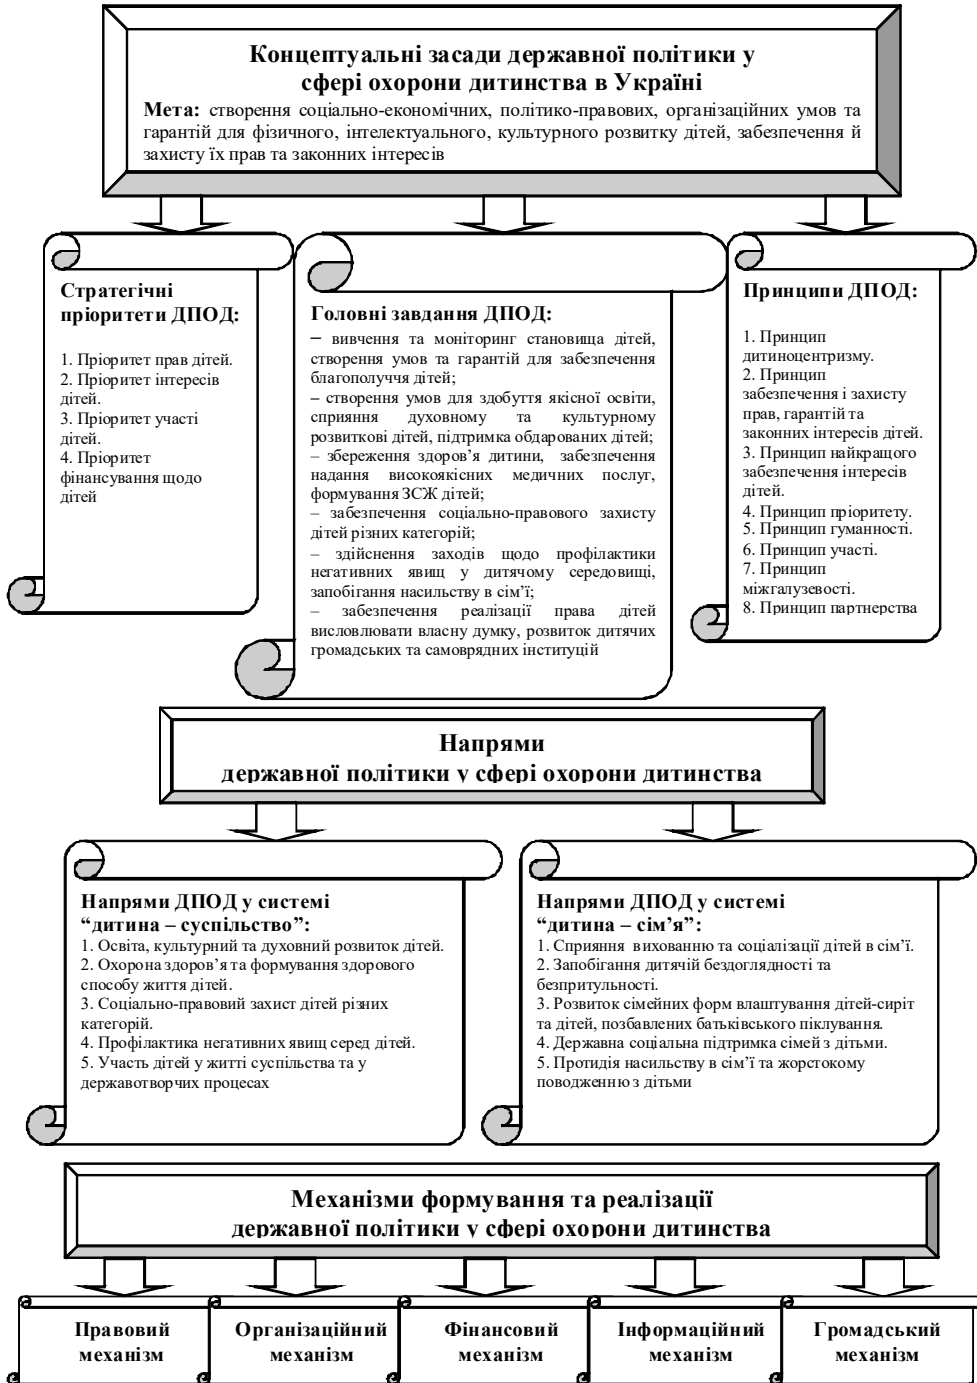 Концептуальні засади державної політики у
сфері охорони дитинства в Україні
Мета: створення соціально-економічних, політико-правових, організаційних умов та
гарантій для фізичного, інтелектуального, культурного розвитку дітей, забезпечення й
захисту їх прав та законних інтересів
Стратегічні
пріоритети ДПОД:
1. Пріоритет прав дітей.
2. Пріоритет інтересів
дітей.
3. Пріоритет участі
дітей.
4. Пріоритет
фінансування щодо
дітей
Головні завдання ДПОД:
– вивчення та моніторинг становища дітей,
створення умов та гарантій для забезпечення
благополуччя дітей;
– створення умов для здобуття якісної освіти,
сприяння духовному та культурному
розвиткові дітей, підтримка обдарованих дітей;
– збереження здоров’я дитини, забезпечення
надання високоякісних медичних послуг,
формування ЗСЖ дітей;
– забезпечення соціально-правового захисту
дітей різних категорій;
– здійснення заходів щодо профілактики
негативних явищ у дитячому середовищі,
запобігання насильству в сім’ї;
– забезпечення реалізації права дітей
висловлювати власну думку, розвиток дитячих
громадських та самоврядних інституцій
Принципи ДПОД:
1. Принцип
дитиноцентризму.
2. Принцип
забезпечення і захисту
прав, гарантій та
законних інтересів дітей.
3. Принцип найкращого
забезпечення інтересів
дітей.
4. Принцип пріоритету.
5. Принцип гуманності.
6. Принцип участі.
7. Принцип
міжгалузевості.
8. Принцип партнерства
Напрями
державної політики у сфері охорони дитинства
Напрями ДПОД у системі
“дитина – суспільство”:
1. Освіта, культурний та духовний розвиток дітей.
2. Охорона здоров’я та формування здорового
способу життя дітей.
3. Соціально-правовий захист дітей різних
категорій.
4. Профілактика негативних явищ серед дітей.
5. Участь дітей у житті суспільства та у
державотворчих процесах
Напрями ДПОД у системі
“дитина – сім’я”:
1. Сприяння вихованню та соціалізації дітей в сім’ї.
2. Запобігання дитячій бездоглядності та
безпритульності.
3. Розвиток сімейних форм влаштування дітей-сиріт
та дітей, позбавлених батьківського піклування.
4. Державна соціальна підтримка сімей з дітьми.
5. Протидія насильству в сім’ї та жорстокому
поводженню з дітьми
Механізми формування та реалізації
державної політики у сфері охорони дитинства
Правовий
механізм
Організаційний
механізм
Фінансовий
механізм
Інформаційний
механізм
Громадський
механізм